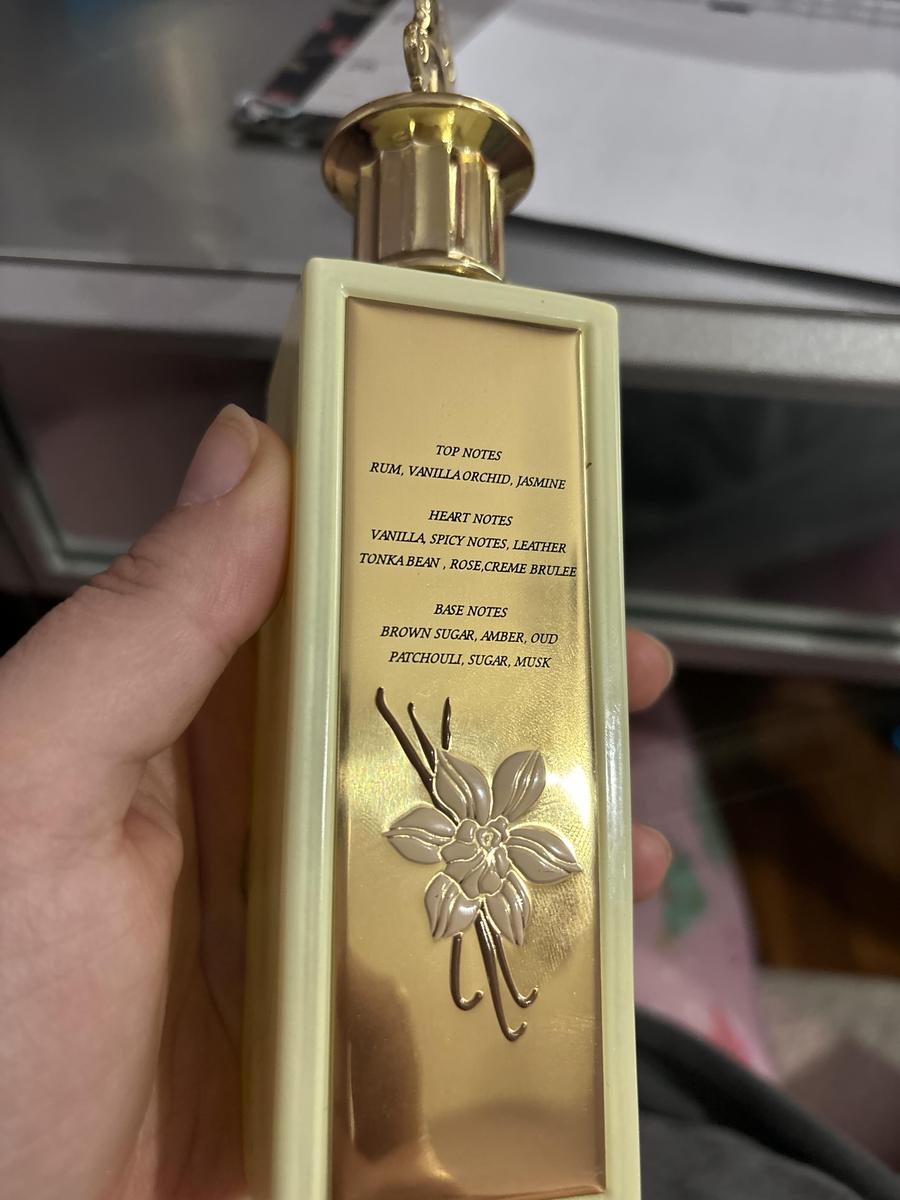 TOP NOTES
RUM, VANILLA ORCHID, JASMINE
HEART NOTES
VANILLA, SPICY NOTES, LEATHER
TONKA BEAN , ROSE,CREME BRULEE
BASE NOTES
BROWN SUGAR, AMBER, OUD
PATCHOULI, SUGAR, MUSK